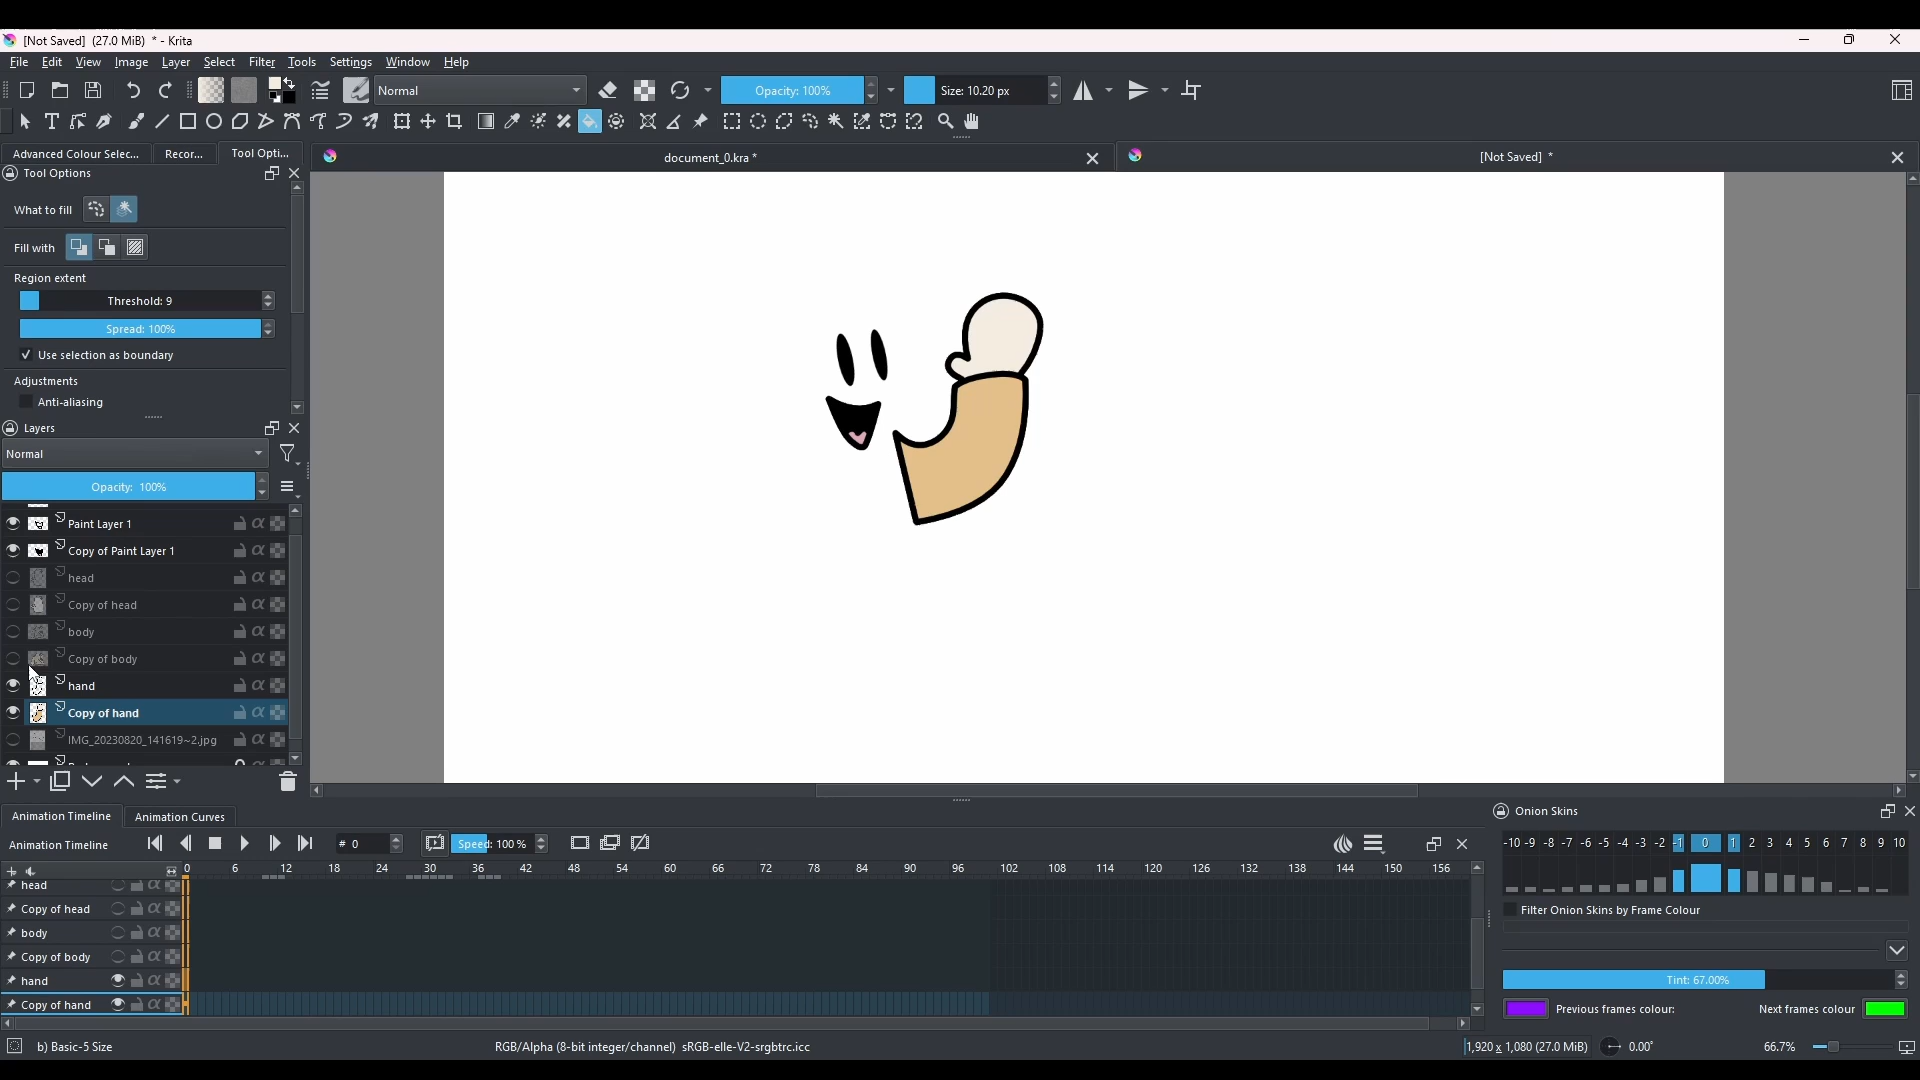 [Not Saved] (27.0 MiB) * - Krita
File Edit View Image Layer Select Filter Tools Settings Window Help
Normal
Opacity: 100%
Size: 10.20 px
Advanced Colour Selec... Recor... Tool Opti...
document_0.kra *
[Not Saved] *
Tool Options
What to fill
Fill with
Region extent
Threshold: 9
Spread: 100%
Use selection as boundary
Adjustments
Anti-aliasing
Layers
Normal
Opacity: 100%
Paint Layer 1
Copy of Paint Layer 1
head
Copy of head
body
Copy of body
hand
Copy of hand
IMG_20230820_141619~2.jpg
Animation Timeline Animation Curves
Animation Timeline
# 0
Speed: 100 %
0 6 12 18 24 30 36 42 48 54 60 66 72 78 84 90 96 102 108 114 120 126 132 138 144 150 156
head
Copy of head
body
Copy of body
hand
Copy of hand
Onion Skins
-10 -9 -8 -7 -6 -5 -4 -3 -2 -1 0 1 2 3 4 5 6 7 8 9 10
Filter Onion Skins by Frame Colour
Tint: 67.00%
Previous frames colour:
Next frames colour
b) Basic-5 Size
RGB/Alpha (8-bit integer/channel) sRGB-elle-V2-srgbtrc.icc
1,920 x 1,080 (27.0 MiB)
0.00°
66.7%